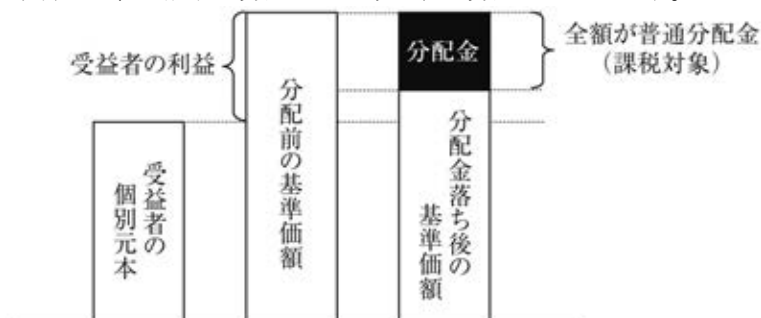 受益者の利益
分配金
全額が普通分配金
（課税対象）
受益者の
個別元本
分配前の基準価額
分配金落ち後の
基準価額